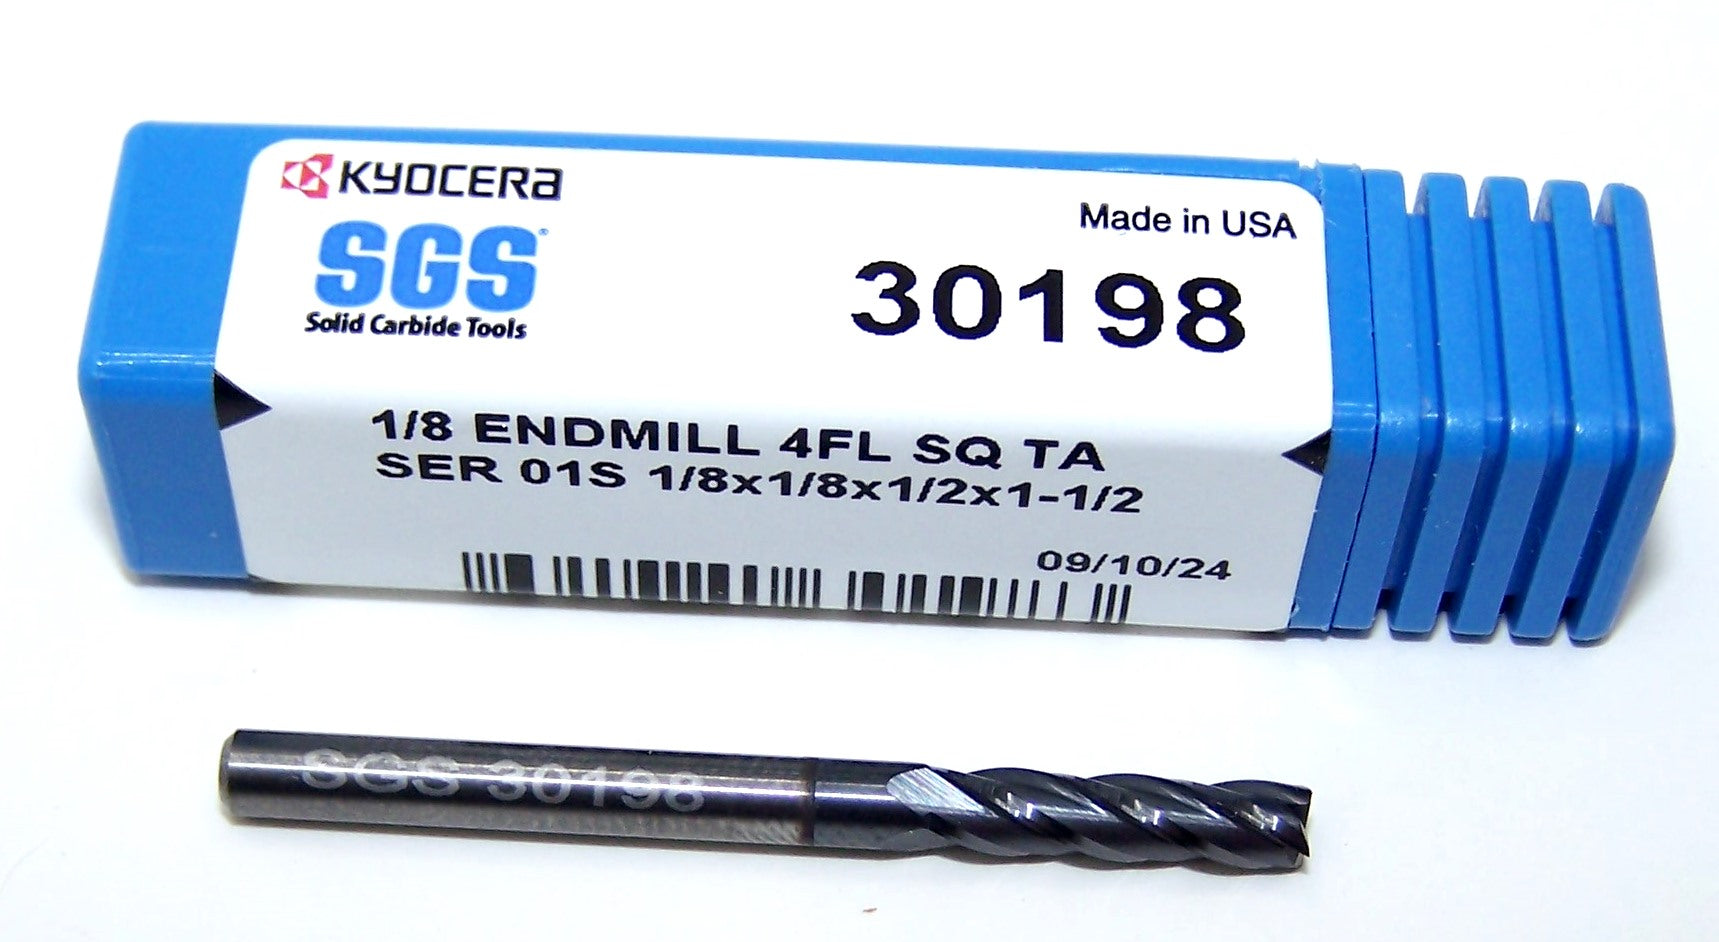 KYOCERA
SGS®
Solid Carbide Tools
Made in USA
30198
1/8 ENDMILL 4FL SQ TA
SER 01S 1/8x1/8x1/2x1-1/2
09/10/24
SGS 30198